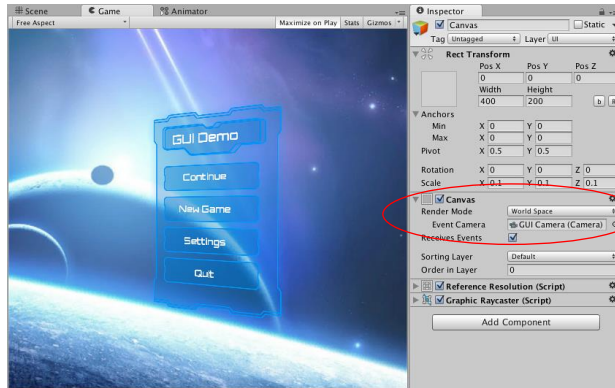 Scene Game Animator
Free Aspect Maximize on Play Stats Gizmos
GUI Demo
Continue
New Game
Settings
Quit
Inspector
Canvas Static
Tag Untagged Layer UI
Rect Transform
Pos X Pos Y Pos Z
0 0 0
Width Height
400 200
Anchors
Min X 0 Y 0
Max X 0 Y 0
Pivot X 0.5 Y 0.5
Rotation X 0 Y 0 Z 0
Scale X 0.1 Y 0.1 Z 0.1
Canvas
Render Mode World Space
Event Camera GUI Camera (Camera)
Receives Events
Sorting Layer Default
Order in Layer 0
Reference Resolution (Script)
Graphic Raycaster (Script)
Add Component